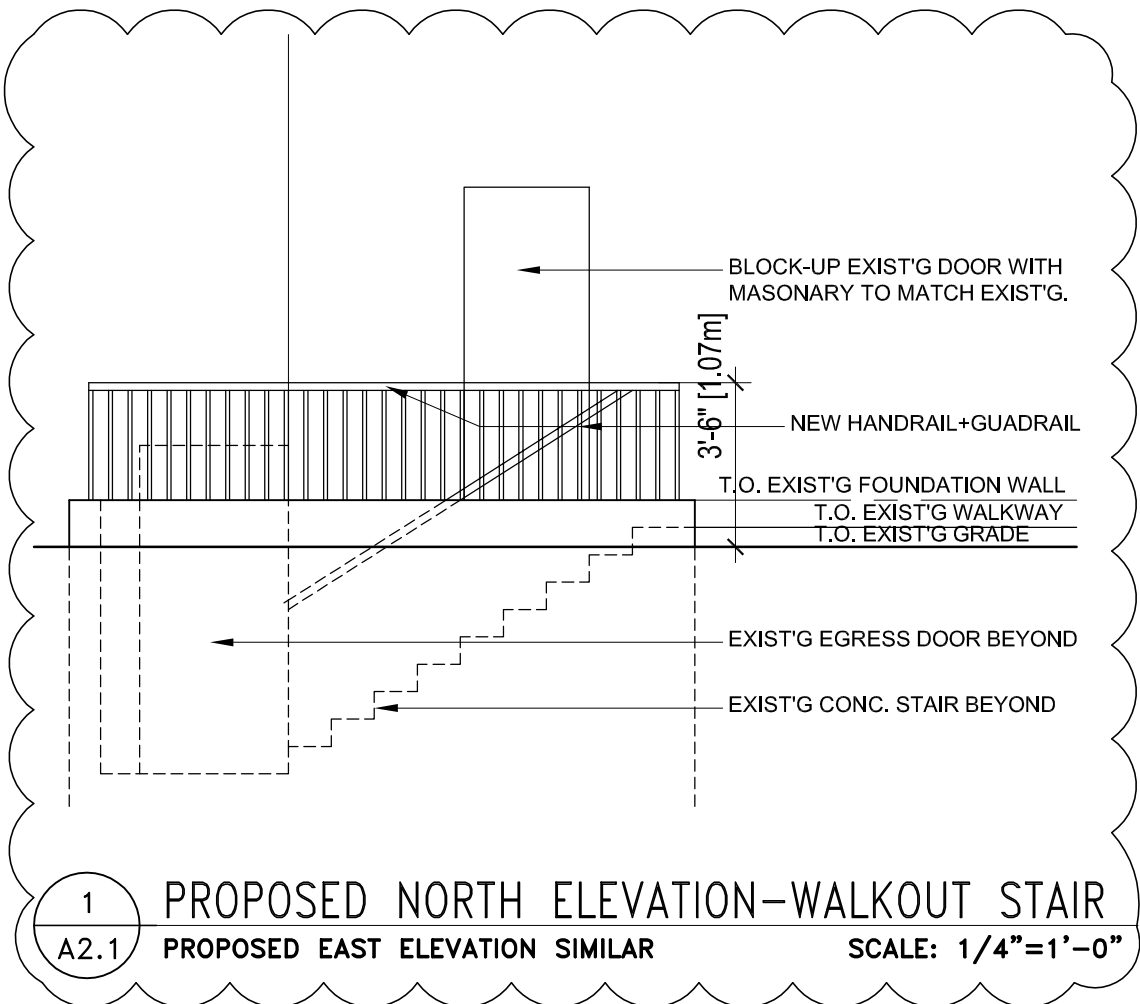 BLOCK-UP EXIST'G DOOR WITH
MASONARY TO MATCH EXIST'G.
3'-6" [1.07m]
NEW HANDRAIL+GUADRAIL
T.O. EXIST'G FOUNDATION WALL
T.O. EXIST'G WALKWAY
T.O. EXIST'G GRADE
EXIST'G EGRESS DOOR BEYOND
EXIST'G CONC. STAIR BEYOND
1
A2.1
PROPOSED NORTH ELEVATION-WALKOUT STAIR
PROPOSED EAST ELEVATION SIMILAR
SCALE: 1/4"=1'-0"